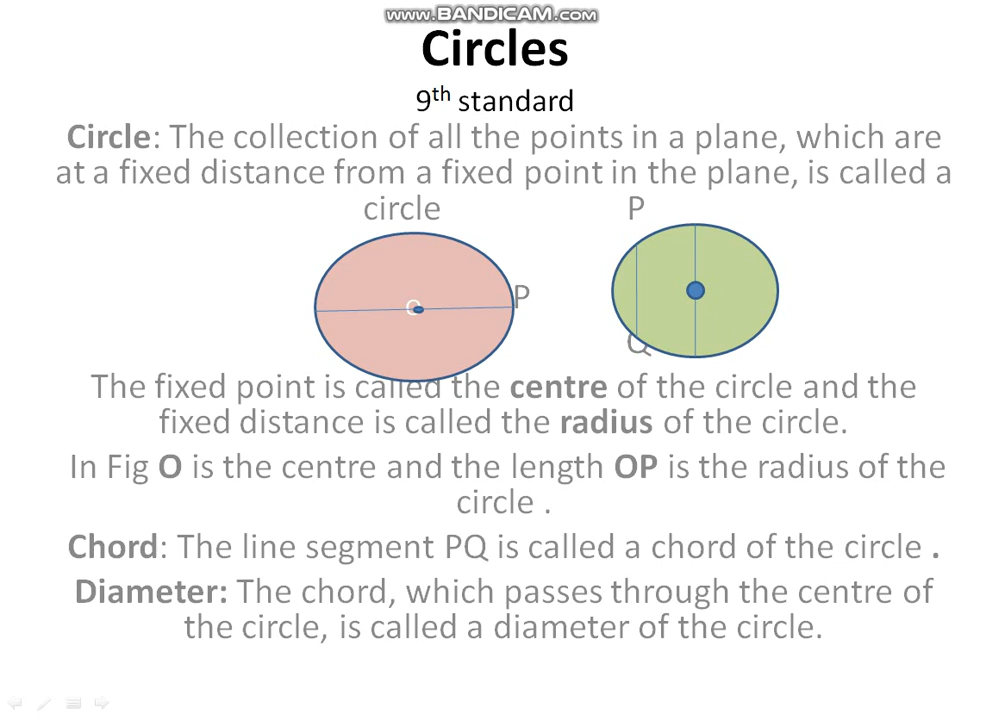 www.BANDICAM.com
Circles
9th standard
Circle: The collection of all the points in a plane, which are
at a fixed distance from a fixed point in the plane, is called a
circle
P
O
P
Q
The fixed point is called the centre of the circle and the
fixed distance is called the radius of the circle.
In Fig O is the centre and the length OP is the radius of the
circle .
Chord: The line segment PQ is called a chord of the circle .
Diameter: The chord, which passes through the centre of
the circle, is called a diameter of the circle.